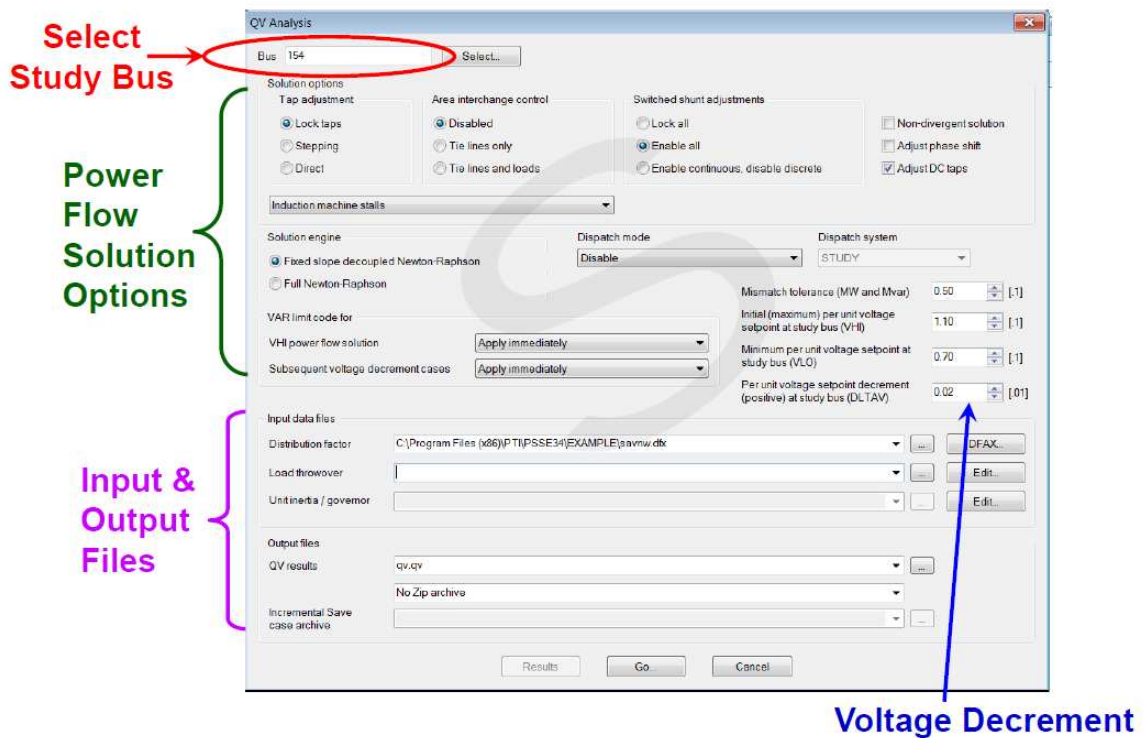 QV Analysis
Select
Study Bus
Bus 154 Select...
Solution options
Tap adjustment
Lock taps
Stepping
Direct
Area interchange control
Disabled
Tie lines only
Tie lines and loads
Switched shunt adjustments
Lock all
Enable all
Enable continuous, disable discrete
Non-divergent solution
Adjust phase shift
Adjust DC taps
Induction machine stalls
Power
Flow
Solution
Options
Solution engine
Fixed slope decoupled Newton-Raphson
Full Newton-Raphson
Dispatch mode
Disable
Dispatch system
STUDY
VAR limit code for
VHI power flow solution Apply immediately
Subsequent voltage decrement cases Apply immediately
Mismatch tolerance (MW and Mvar) 0.50 [.1]
Initial (maximum) per unit voltage
setpoint at study bus (VHI) 1.10 [.1]
Minimum per unit voltage setpoint at
study bus (VLO) 0.70 [.1]
Per unit voltage setpoint decrement
(positive) at study bus (DLTAV) 0.02 [.01]
Input data files
Distribution factor C:\Program Files (x86)\PTI\PSSE34\EXAMPLE\savnw.dfx ... DFAX...
Load throwover ... Edit...
Unit inertia / governor ... Edit...
Input &
Output
Files
Output files
QV results qv.qv ...
No Zip archive
Incremental Save
case archive ...
Results Go... Cancel
Voltage Decrement